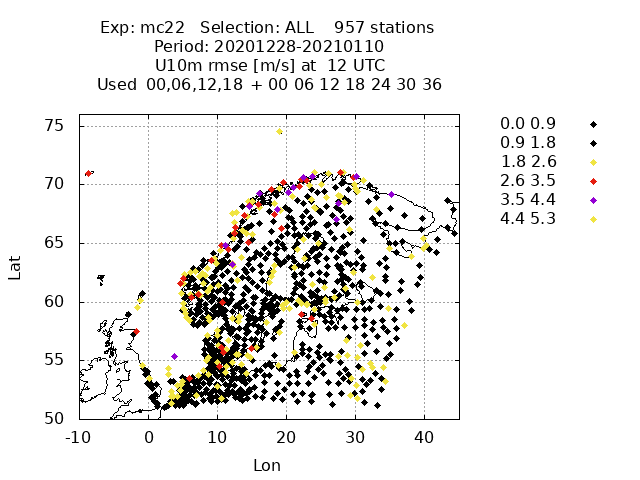 Exp: mc22 Selection: ALL 957 stations
Period: 20201228-20210110
U10m rmse [m/s] at 12 UTC
Used 00,06,12,18 + 00 06 12 18 24 30 36
0.0 0.9
0.9 1.8
1.8 2.6
2.6 3.5
3.5 4.4
4.4 5.3
75
70
65
60
55
50
Lat
-10 0 10 20 30 40
Lon